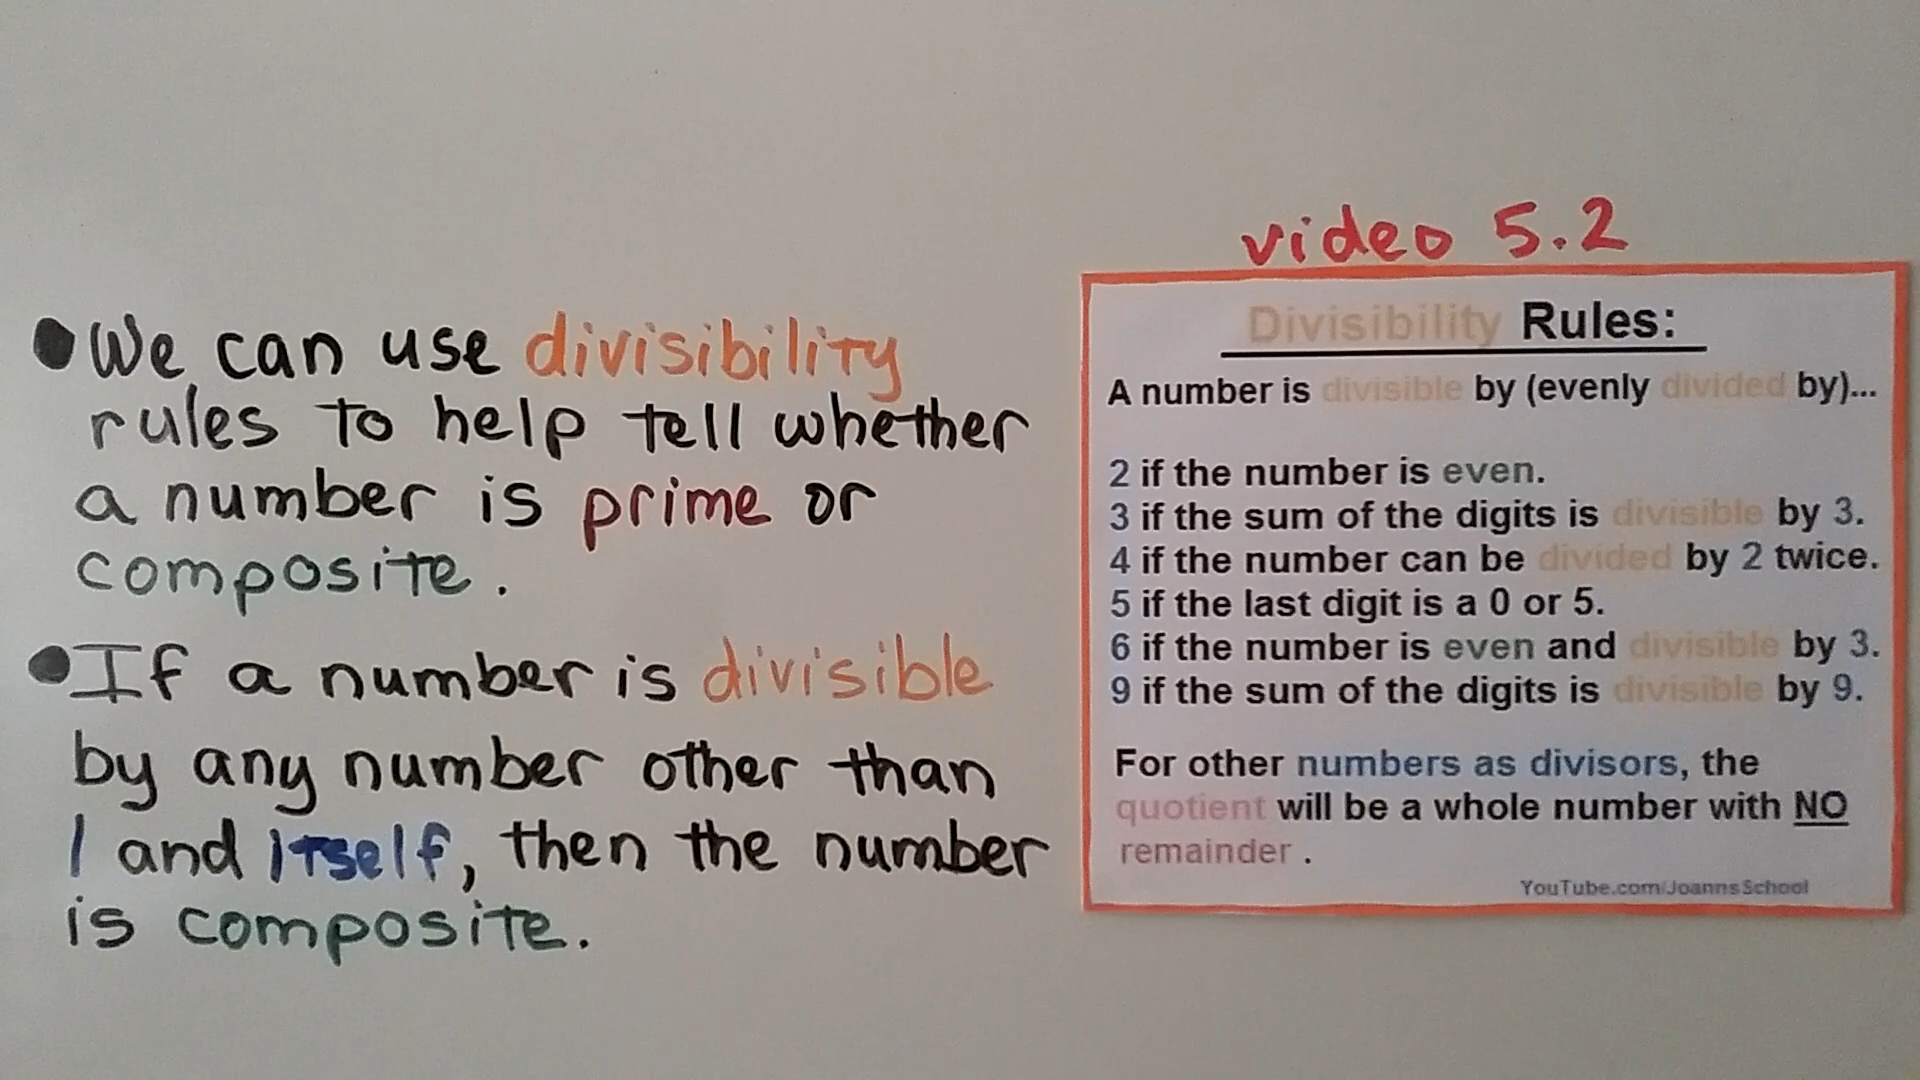 ● We can use divisibility
rules to help tell whether
a number is prime or
composite.
● If a number is divisible
by any number other than
1 and itself, then the number
is composite.
video 5.2
Divisibility Rules:
A number is divisible by (evenly divided by)...
2 if the number is even.
3 if the sum of the digits is divisible by 3.
4 if the number can be divided by 2 twice.
5 if the last digit is a 0 or 5.
6 if the number is even and divisible by 3.
9 if the sum of the digits is divisible by 9.
For other numbers as divisors, the
quotient will be a whole number with NO
remainder .
YouTube.com/JoannsSchool